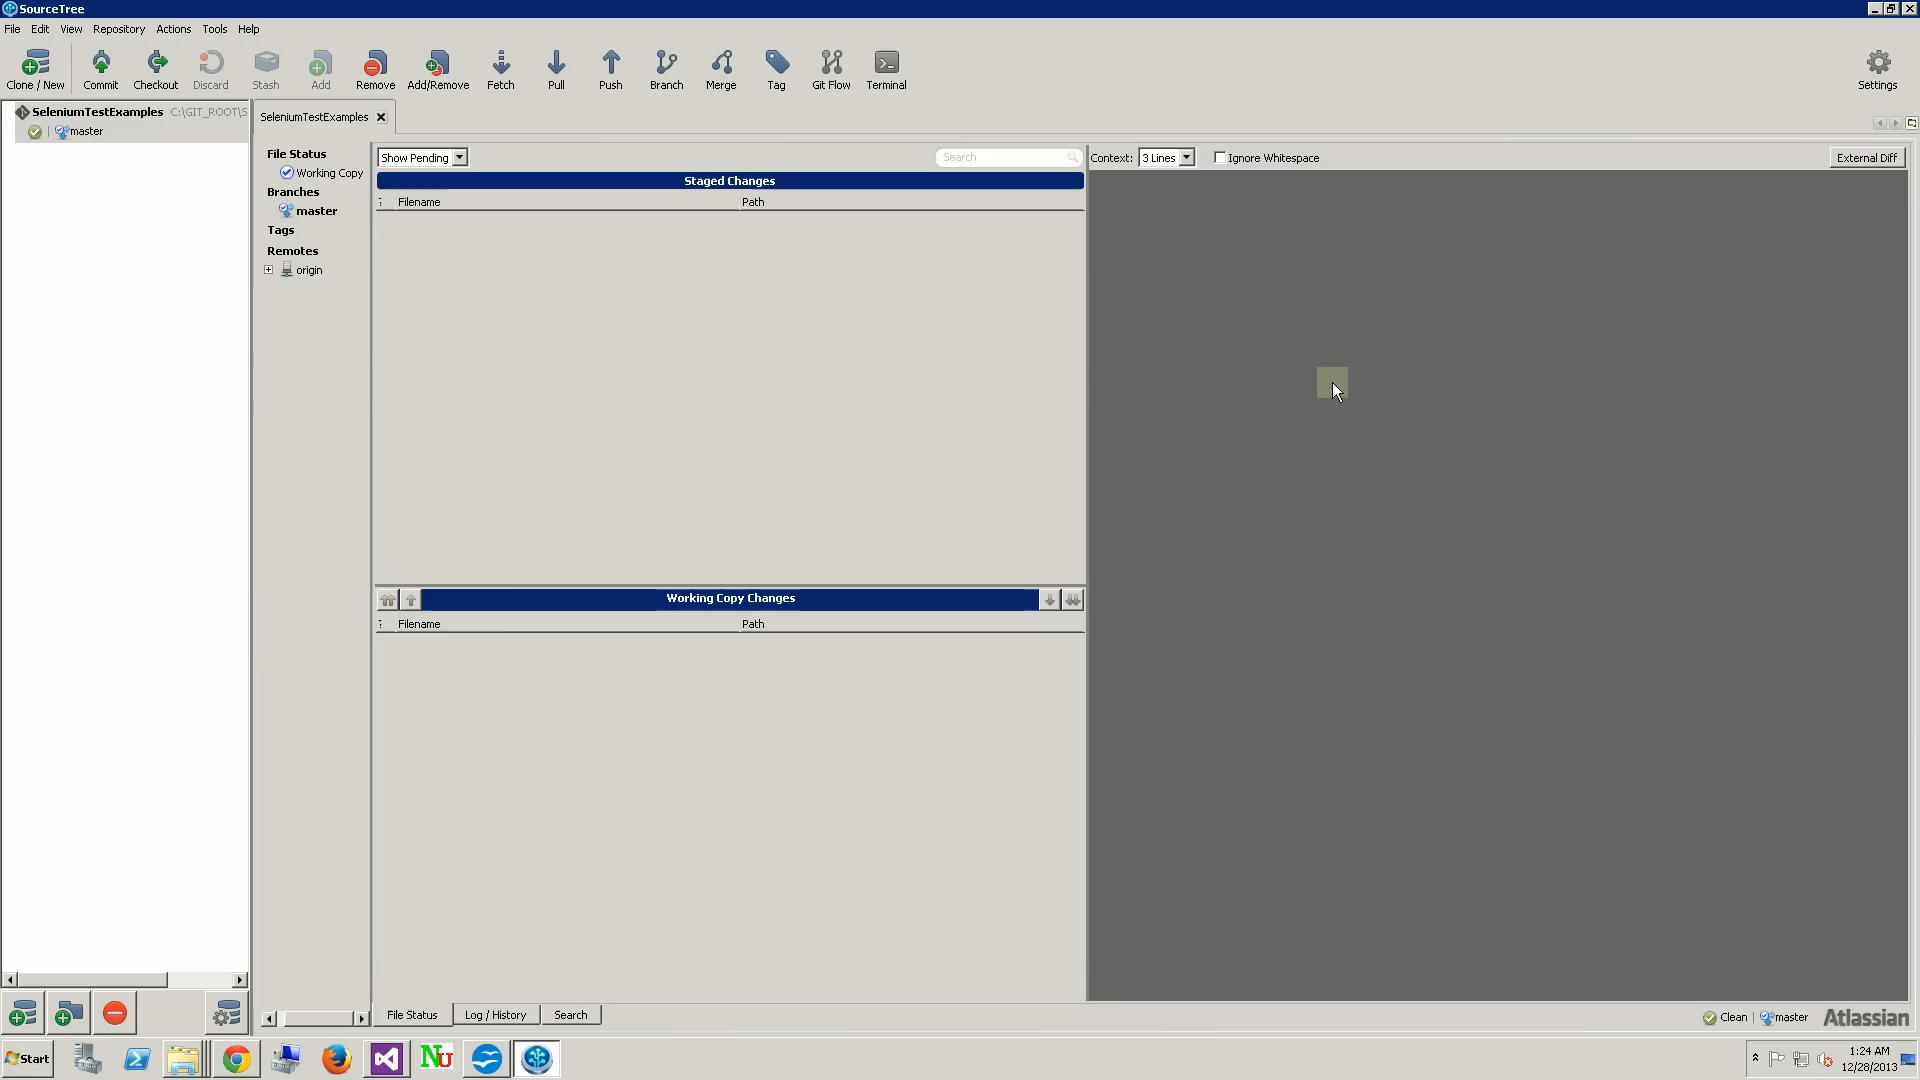 SourceTree
File Edit View Repository Actions Tools Help
Clone / New Commit Checkout Discard Stash Add Remove Add/Remove Fetch Pull Push Branch Merge Tag Git Flow Terminal Settings
SeleniumTestExamples C:\GIT_ROOT\S
master
SeleniumTestExamples
File Status
Working Copy
Branches
master
Tags
Remotes
origin
Show Pending Search
Staged Changes
Filename Path
Working Copy Changes
Filename Path
Context: 3 Lines Ignore Whitespace External Diff
File Status Log / History Search
Clean master Atlassian
Start
NU
1:24 AM
12/28/2013